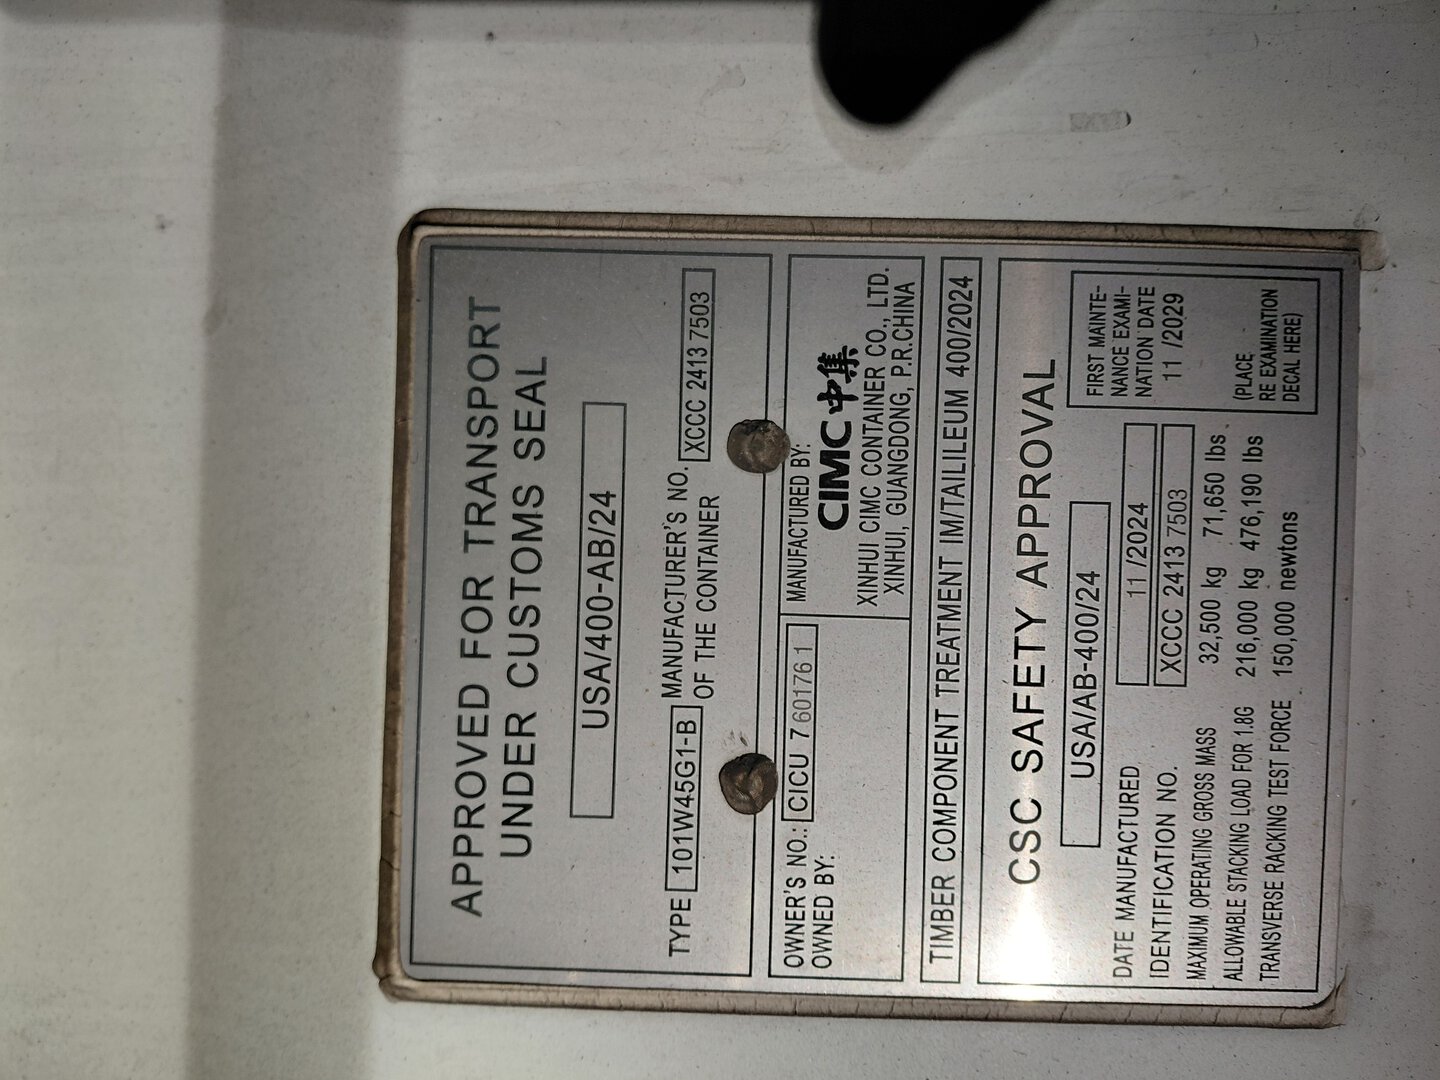 APPROVED FOR TRANSPORT
UNDER CUSTOMS SEAL
USA/400-AB/24
TYPE 101W45G1-B MANUFACTURER'S NO. XCCC 2413 7503
OF THE CONTAINER
OWNER'S NO.: CICU 7 601761
OWNED BY:
MANUFACTURED BY:
CIMC中集
XINHUI CIMC CONTAINER CO., LTD.
XINHUI, GUANGDONG, P.R.CHINA
TIMBER COMPONENT TREATMENT IM/TAILILEUM 400/2024
CSC SAFETY APPROVAL
USA/AB-400/24
DATE MANUFACTURED 11 /2024
IDENTIFICATION NO. XCCC 2413 7503
MAXIMUM OPERATING GROSS MASS 32,500 kg 71,650 lbs
ALLOWABLE STACKING LOAD FOR 1.8G 216,000 kg 476,190 lbs
TRANSVERSE RACKING TEST FORCE 150,000 newtons
FIRST MAINTE-
NANCE EXAMI-
NATION DATE
11 /2029
(PLACE
RE EXAMINATION
DECAL HERE)